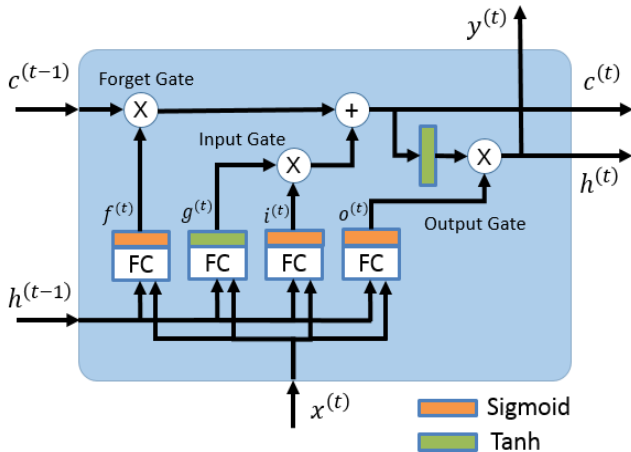 y^(t)
c^(t−1)
Forget Gate
c^(t)
X
+
Input Gate
X
X
h^(t)
f^(t)
g^(t)
i^(t)
o^(t)
Output Gate
FC
FC
FC
FC
h^(t−1)
x^(t)
Sigmoid
Tanh